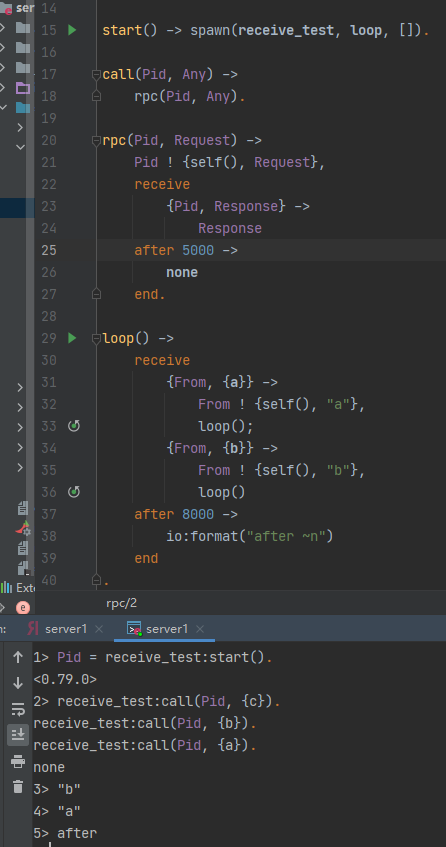 ser
14
15 start() -> spawn(receive_test, loop, []).
16
17 call(Pid, Any) ->
18 rpc(Pid, Any).
19
20 rpc(Pid, Request) ->
21 Pid ! {self(), Request},
22 receive
23 {Pid, Response} ->
24 Response
25 after 5000 ->
26 none
27 end.
28
29 loop() ->
30 receive
31 {From, {a}} ->
32 From ! {self(), "a"},
33 loop();
34 {From, {b}} ->
35 From ! {self(), "b"},
36 loop()
37 after 8000 ->
38 io:format("after ~n")
39 end
40 .
Exte
rpc/2
n: server1 × server1 ×
1> Pid = receive_test:start().
<0.79.0>
2> receive_test:call(Pid, {c}).
receive_test:call(Pid, {b}).
receive_test:call(Pid, {a}).
none
3> "b"
4> "a"
5> after